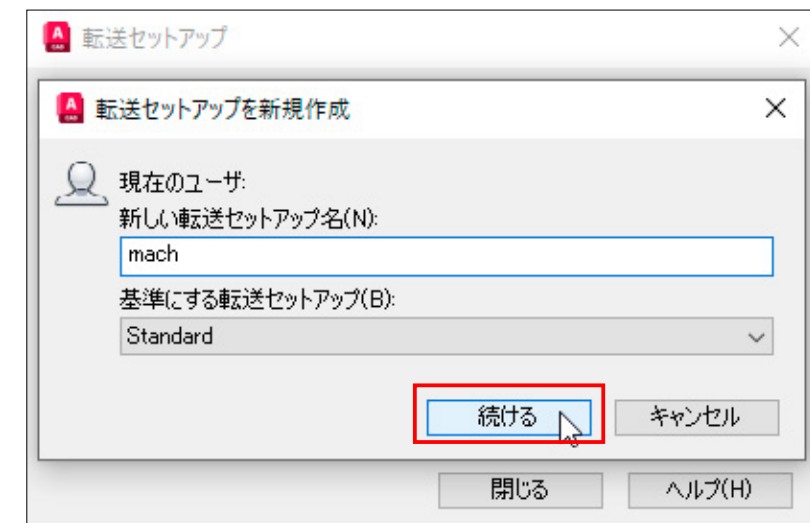 転送セットアップ
転送セットアップを新規作成
現在のユーザ:
新しい転送セットアップ名(N):
mach
基準にする転送セットアップ(B):
Standard
続ける キャンセル
閉じる ヘルプ(H)